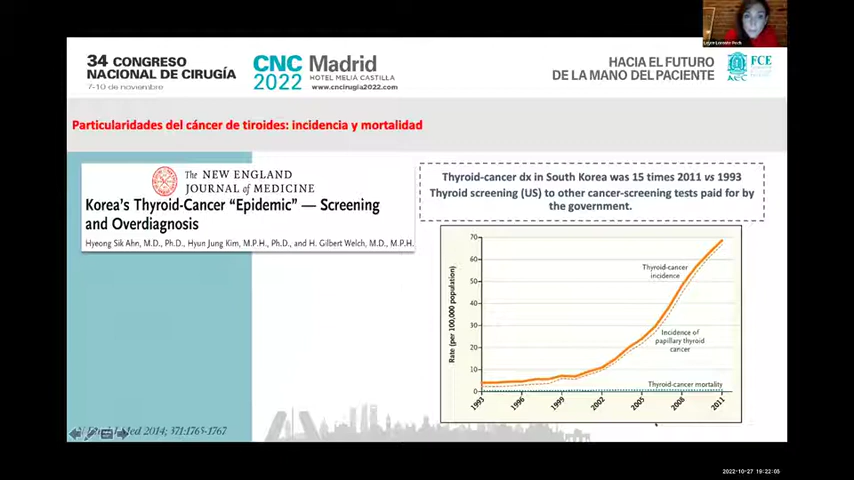 34 CONGRESO
NACIONAL DE CIRUGÍA
7-10 de noviembre
CNC
2022
Madrid
HOTEL MELIA CASTILLA
www.cncirugia2022.com
HACIA EL FUTURO
DE LA MANO DEL PACIENTE
AEC
FCE
Particularidades del cáncer de tiroides: incidencia y mortalidad
The NEW ENGLAND
JOURNAL of MEDICINE
Korea's Thyroid-Cancer “Epidemic” — Screening
and Overdiagnosis
Hyeong Sik Ahn, M.D., Ph.D., Hyun Jung Kim, M.P.H., Ph.D., and H. Gilbert Welch, M.D., M.P.H.
Thyroid-cancer dx in South Korea was 15 times 2011 vs 1993
Thyroid screening (US) to other cancer-screening tests paid for by
the government.
Rate (per 100,000 population)
70
60
50
40
30
20
10
0
Thyroid-cancer
incidence
Incidence of
papillary thyroid
cancer
Thyroid-cancer mortality
1993
1996
1999
2002
2005
2008
2011
Med 2014; 371:1765-1767
2022-10-27 19:22:05